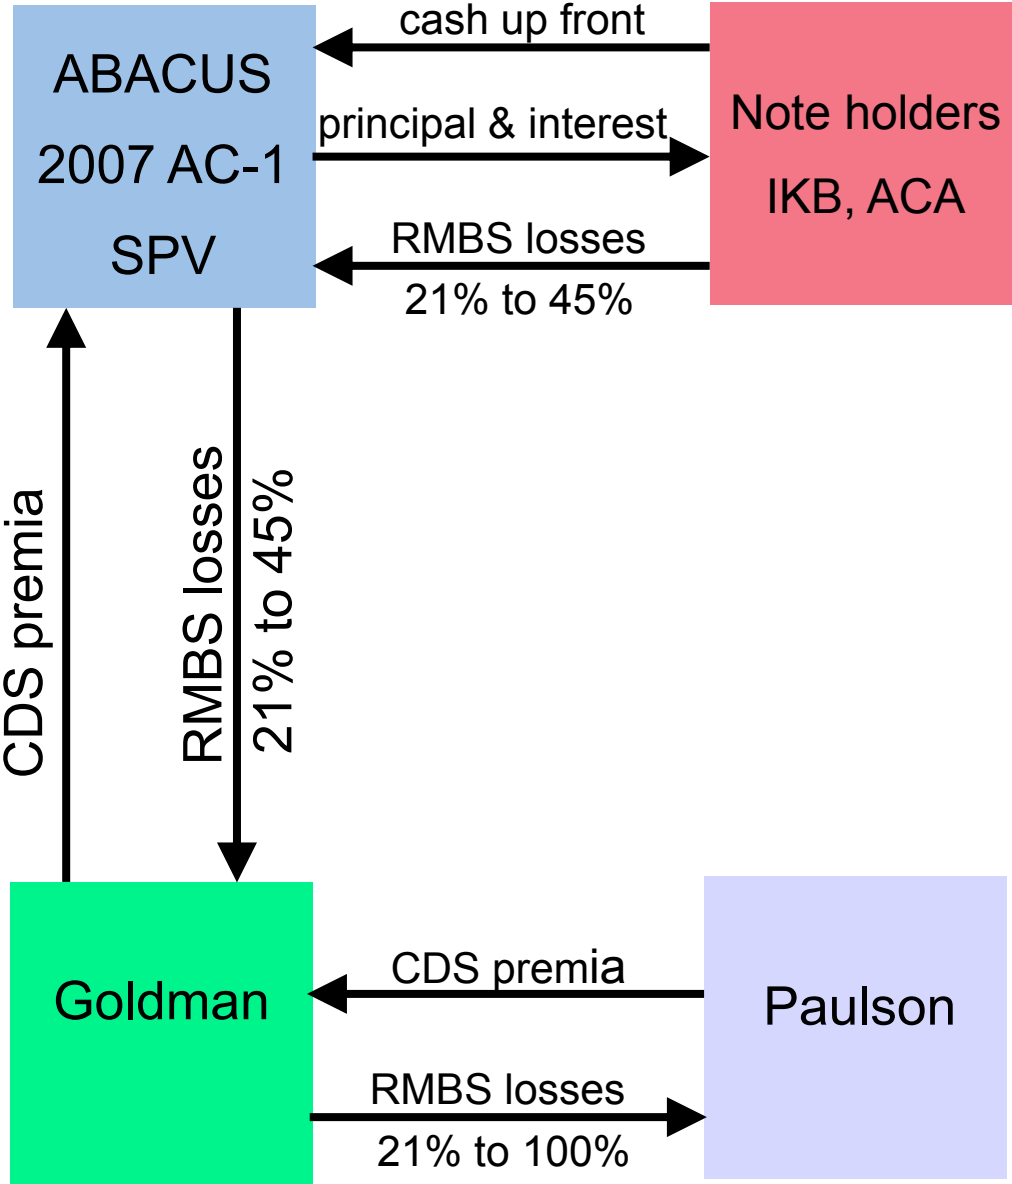 cash up front
ABACUS
2007 AC-1
SPV
principal & interest
Note holders
IKB, ACA
RMBS losses
21% to 45%
CDS premia
RMBS losses
21% to 45%
Goldman
CDS premia
Paulson
RMBS losses
21% to 100%